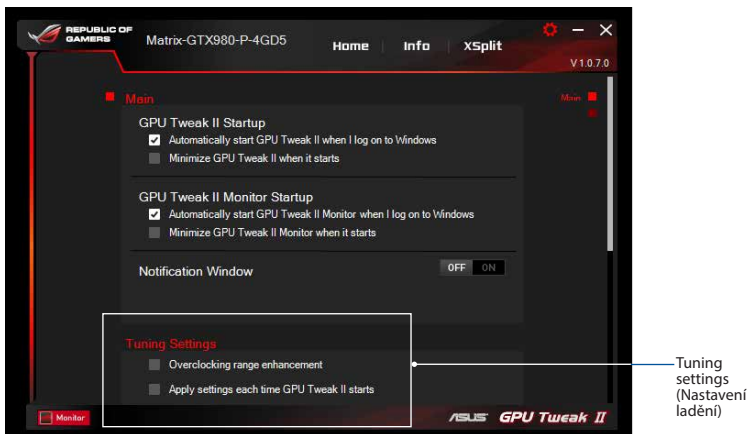 REPUBLIC OF
GAMERS
Matrix-GTX980-P-4GD5
Home
Info
XSplit
V 1.0.7.0
Main
Main
GPU Tweak II Startup
Automatically start GPU Tweak II when I log on to Windows
Minimize GPU Tweak II when it starts
GPU Tweak II Monitor Startup
Automatically start GPU Tweak II Monitor when I log on to Windows
Minimize GPU Tweak II Monitor when it starts
Notification Window
OFF ON
Tuning Settings
Overclocking range enhancement
Apply settings each time GPU Tweak II starts
Tuning
settings
(Nastavení
ladění)
Monitor
ASUS GPU Tweak II